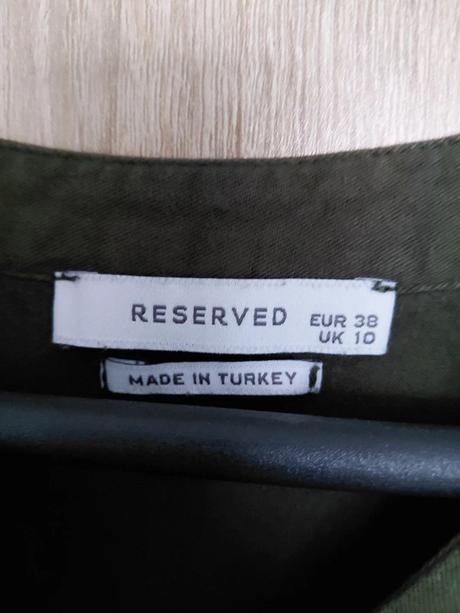 RESERVED
EUR 38
UK 10
MADE IN TURKEY